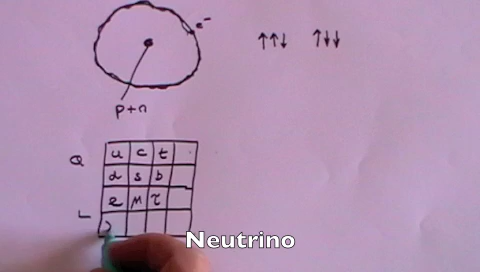 e⁻
↑↑↓ ↑↓↓
p+n
Q u c t
d s b
e μ τ
L
Neutrino